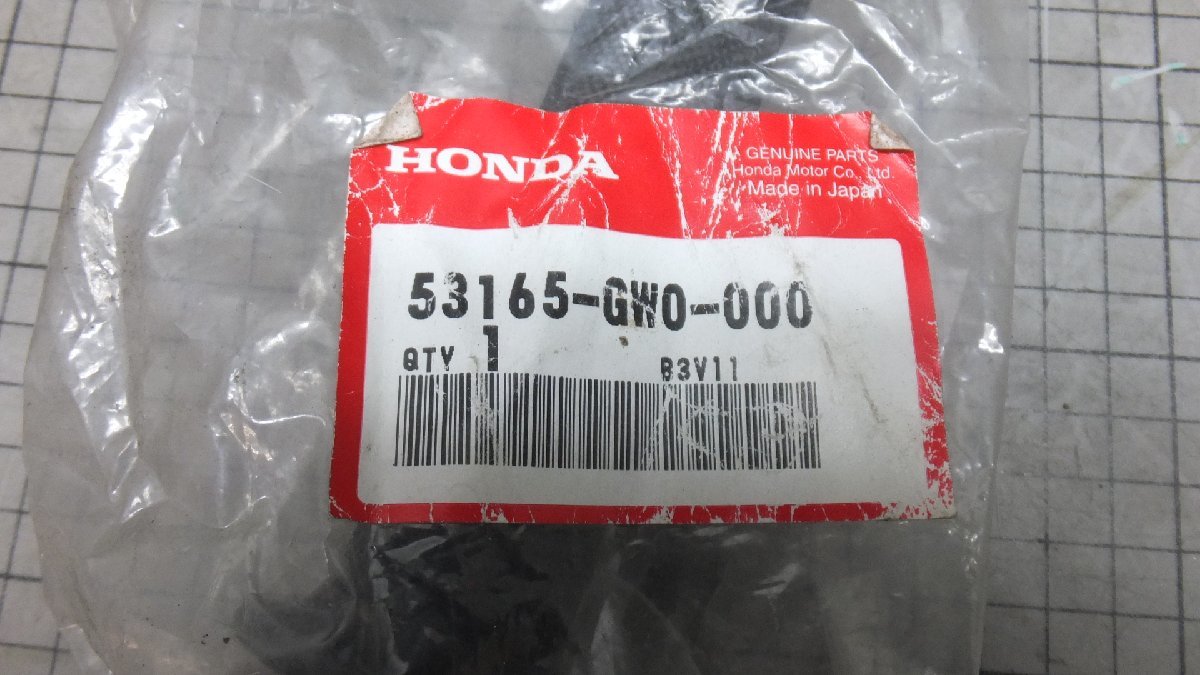 HONDA
GENUINE PARTS
Honda Motor Co., Ltd.
Made in Japan
53165-GW0-000
QTY 1
B3V11